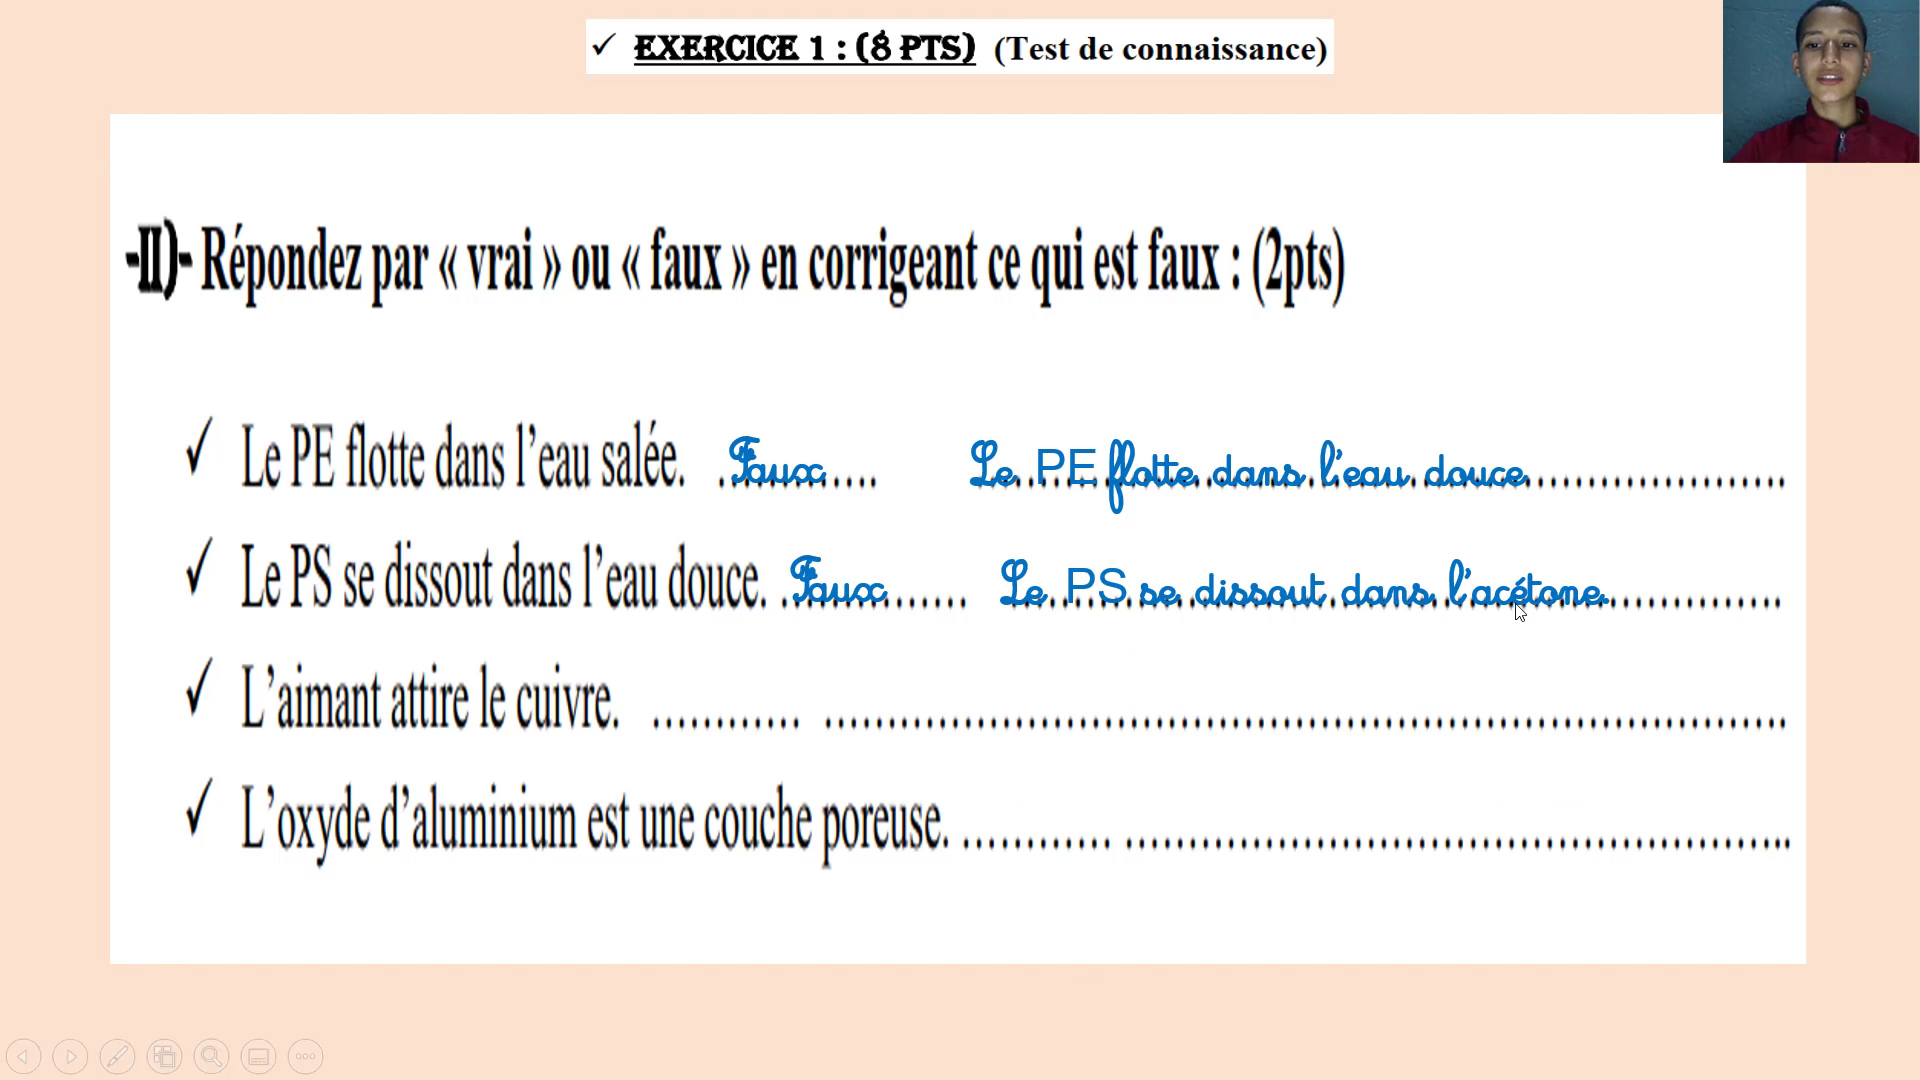 ✓ EXERCICE 1 : (8 PTS) (Test de connaissance)
-II)- Répondez par « vrai » ou « faux » en corrigeant ce qui est faux : (2pts)
✓ Le PE flotte dans l'eau salée. ............ Faux Le PE flotte dans l'eau douce ............
✓ Le PS se dissout dans l'eau douce. ............ Faux Le PS se dissout dans l'acétone. ............
✓ L'aimant attire le cuivre. ............ ............................................................
✓ L'oxyde d'aluminium est une couche poreuse. ............ ............................................................